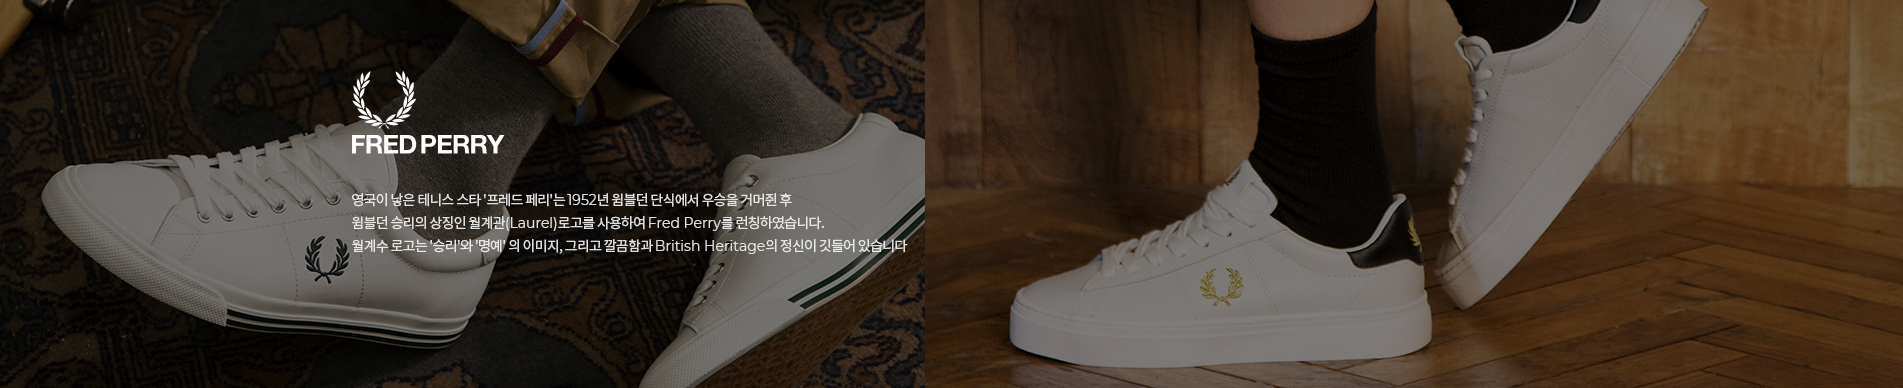 FRED PERRY
영국이 낳은 테니스 스타 '프레드 페리'는 1952년 윔블던 단식에서 우승을 거머쥔 후
윔블던 승리의 상징인 월계관(Laurel)로고를 사용하여 Fred Perry를 런칭하였습니다.
월계수 로고는 '승리'와 '명예' 의 이미지, 그리고 깔끔함과 British Heritage의 정신이 깃들어 있습니다